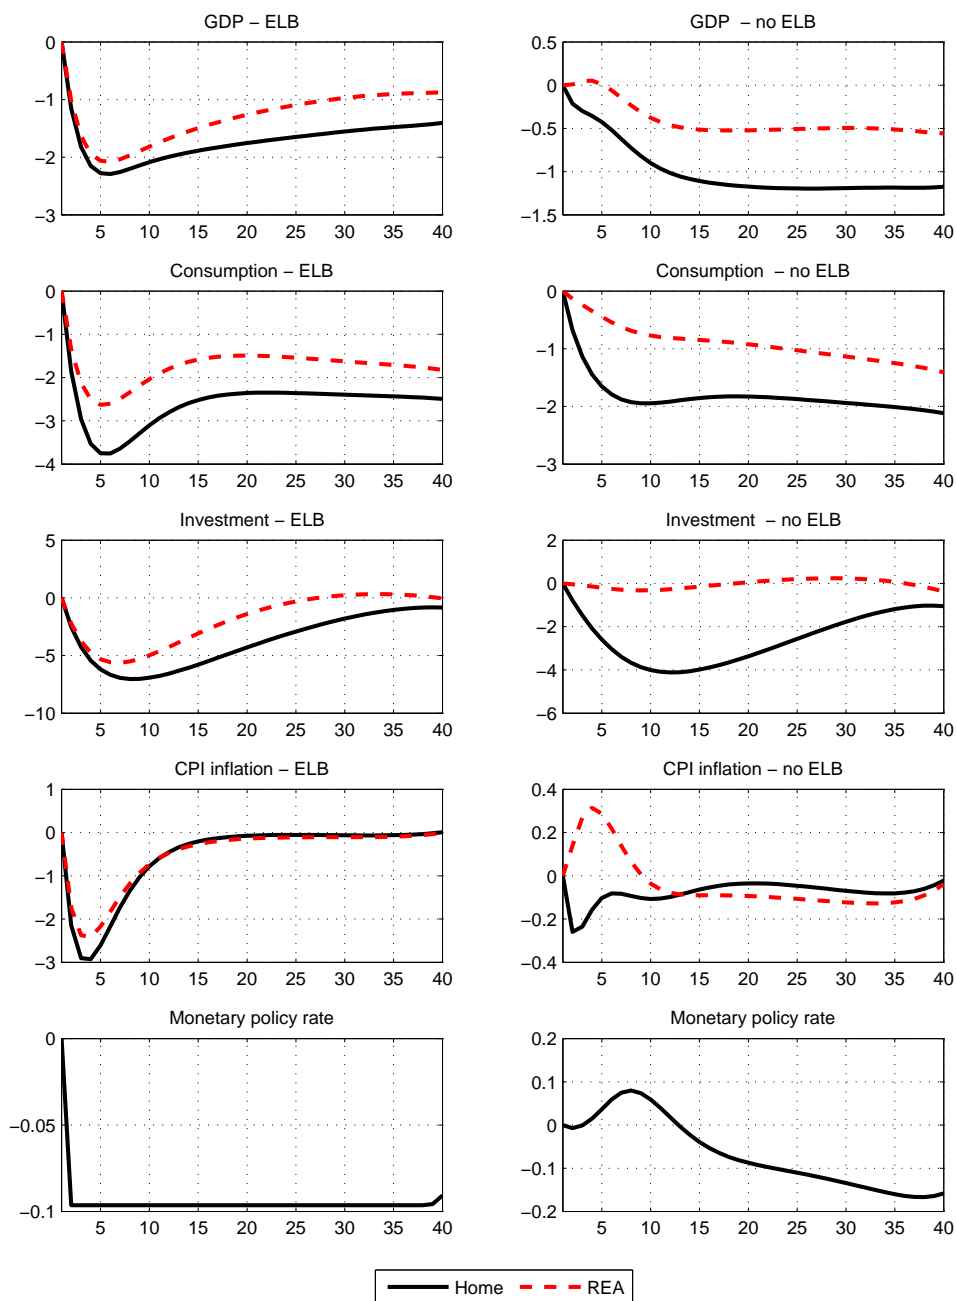 GDP − ELB
GDP − no ELB
0
−1
−2
−3
5 10 15 20 25 30 35 40
0.5
0
−0.5
−1
−1.5
5 10 15 20 25 30 35 40
Consumption − ELB
Consumption − no ELB
0
−1
−2
−3
−4
5 10 15 20 25 30 35 40
0
−1
−2
−3
5 10 15 20 25 30 35 40
Investment − ELB
Investment − no ELB
5
0
−5
−10
5 10 15 20 25 30 35 40
2
0
−2
−4
−6
5 10 15 20 25 30 35 40
CPI inflation − ELB
CPI inflation − no ELB
1
0
−1
−2
−3
5 10 15 20 25 30 35 40
0.4
0.2
0
−0.2
−0.4
5 10 15 20 25 30 35 40
Monetary policy rate
Monetary policy rate
0
−0.05
−0.1
5 10 15 20 25 30 35 40
0.2
0.1
0
−0.1
−0.2
5 10 15 20 25 30 35 40
Home REA